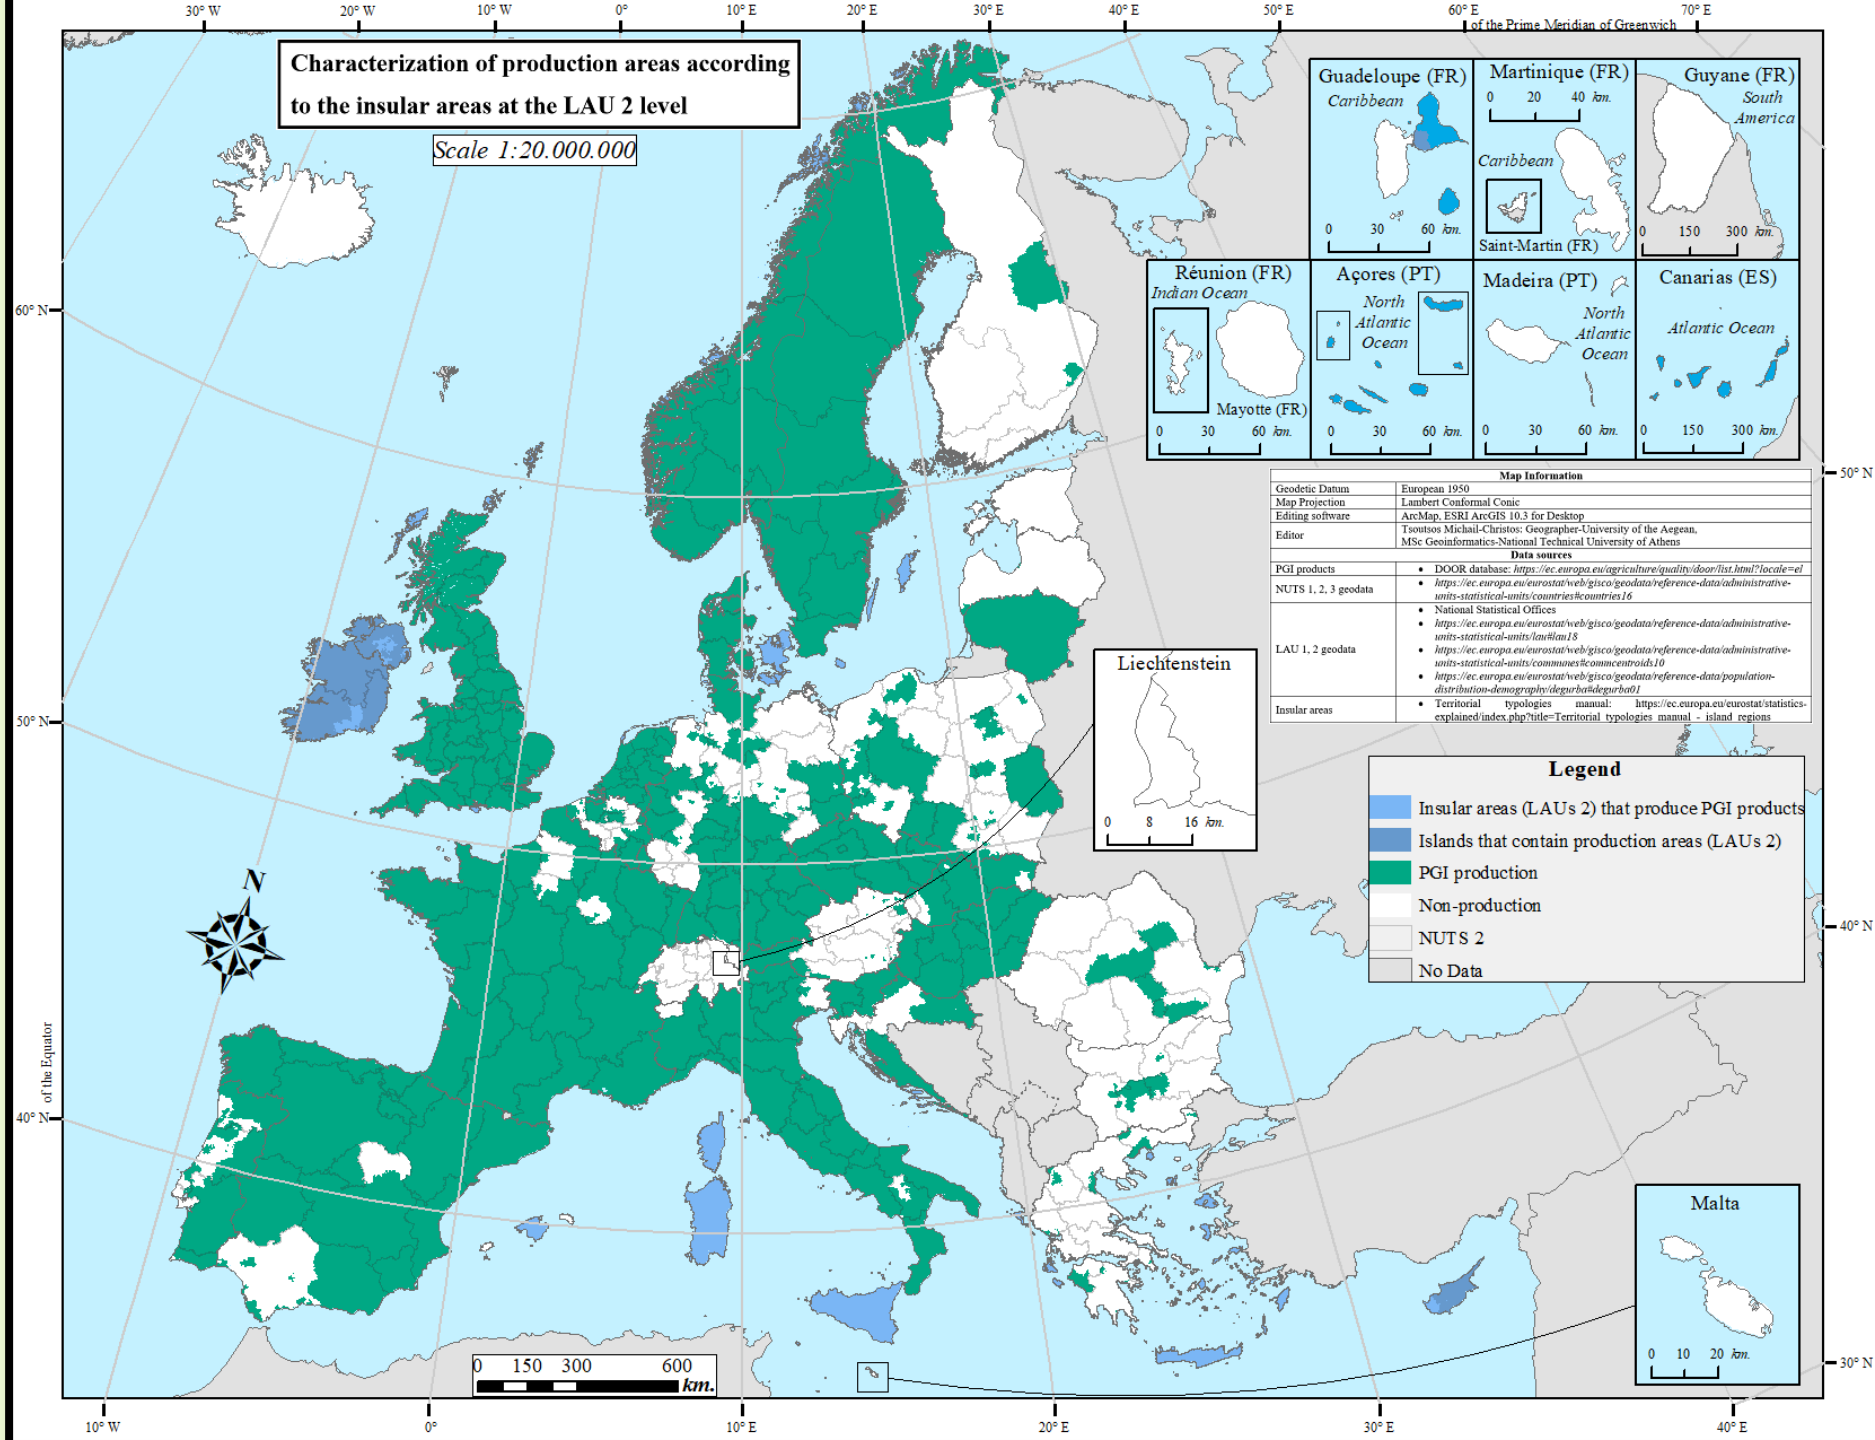 30° W 20° W 10° W 0° 10° E 20° E 30° E 40° E 50° E 60° E 70° E
of the Prime Meridian of Greenwich
Characterization of production areas according
to the insular areas at the LAU 2 level
Scale 1:20.000.000
Guadeloupe (FR)
Caribbean
0 30 60 km.
Martinique (FR)
0 20 40 km.
Caribbean
Saint-Martin (FR)
Guyane (FR)
South
America
0 150 300 km.
Réunion (FR)
Indian Ocean
Mayotte (FR)
0 30 60 km.
Açores (PT)
North
Atlantic
Ocean
0 30 60 km.
Madeira (PT)
North
Atlantic
Ocean
0 30 60 km.
Canarias (ES)
Atlantic Ocean
0 150 300 km.
60° N
50° N
40° N
of the Equator
50° N
40° N
30° N
Map Information
Geodetic Datum European 1950
Map Projection Lambert Conformal Conic
Editing software ArcMap, ESRI ArcGIS 10.3 for Desktop
Editor Tsoutsos Michail-Christos: Geographer-University of the Aegean,
MSc Geoinformatics-National Technical University of Athens
Data sources
PGI products • DOOR database: https://ec.europa.eu/agriculture/quality/door/list.html?locale=el
NUTS 1, 2, 3 geodata • https://ec.europa.eu/eurostat/web/gisco/geodata/reference-data/administrative-
units-statistical-units/countries#countries16
LAU 1, 2 geodata • National Statistical Offices
• https://ec.europa.eu/eurostat/web/gisco/geodata/reference-data/administrative-
units-statistical-units/lau#lau18
• https://ec.europa.eu/eurostat/web/gisco/geodata/reference-data/administrative-
units-statistical-units/communes#commcentroids10
• https://ec.europa.eu/eurostat/web/gisco/geodata/reference-data/population-
distribution-demography/degurba#degurba01
Insular areas • Territorial typologies manual: https://ec.europa.eu/eurostat/statistics-
explained/index.php?title=Territorial_typologies_manual_-_island_regions
Liechtenstein
0 8 16 km.
Legend
Insular areas (LAUs 2) that produce PGI products
Islands that contain production areas (LAUs 2)
PGI production
Non-production
NUTS 2
No Data
N
Malta
0 10 20 km.
0 150 300 600
km.
10° W 0° 10° E 20° E 30° E 40° E